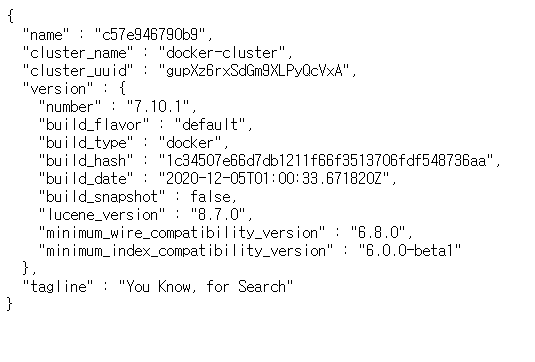 {
  "name" : "c57e946790b9",
  "cluster_name" : "docker-cluster",
  "cluster_uuid" : "gupXz6rxSdGm9XLPyQcVxA",
  "version" : {
    "number" : "7.10.1",
    "build_flavor" : "default",
    "build_type" : "docker",
    "build_hash" : "1c34507e66d7db1211f66f3513706fdf548736aa",
    "build_date" : "2020-12-05T01:00:33.671820Z",
    "build_snapshot" : false,
    "lucene_version" : "8.7.0",
    "minimum_wire_compatibility_version" : "6.8.0",
    "minimum_index_compatibility_version" : "6.0.0-beta1"
  },
  "tagline" : "You Know, for Search"
}